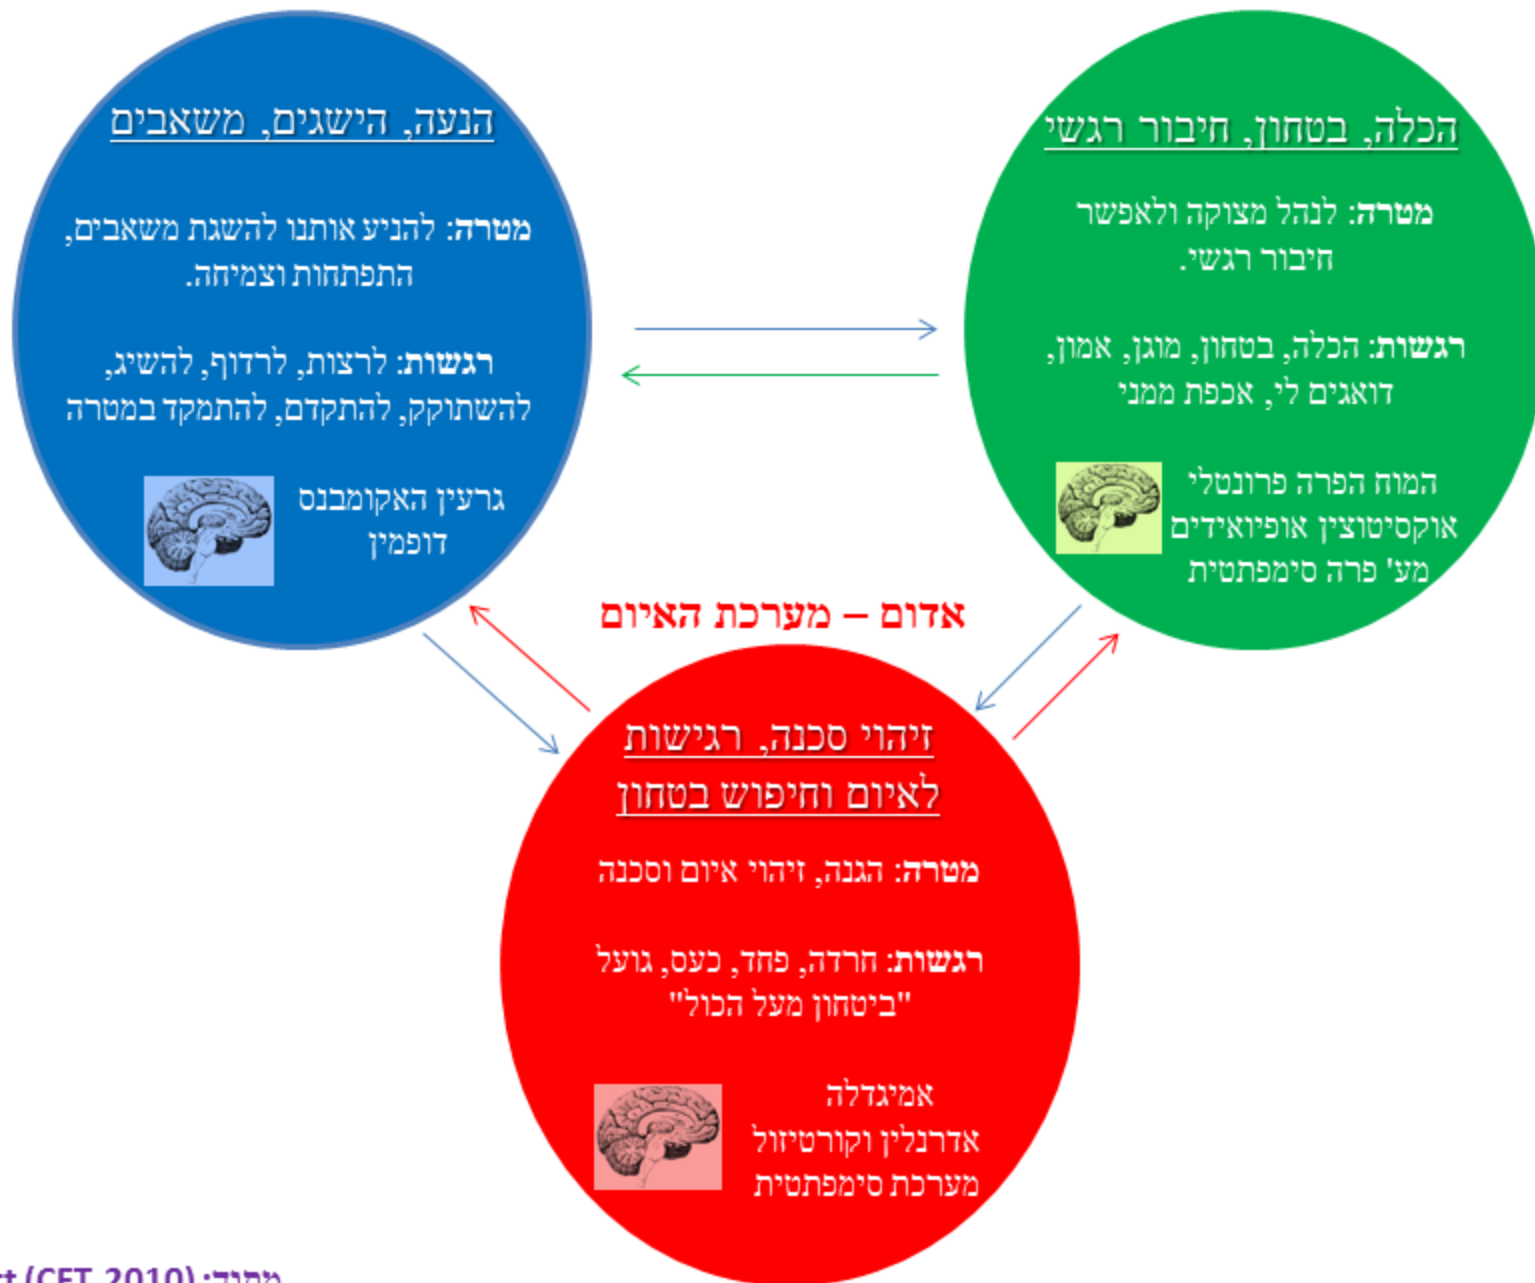 הכלה, בטחון, חיבור רגשי
מטרה: לנהל מצוקה ולאפשר
חיבור רגשי.
רגשות: הכלה, בטחון, מוגן, אמון,
דואגים לי, אכפת ממני
המוח הפרה פרונטלי
אוקסיטוצין אופיואידים
מע' פרה סימפתטית
הנעה, הישגים, משאבים
מטרה: להניע אותנו להשגת משאבים,
התפתחות וצמיחה.
רגשות: לרצות, לרדוף, להשיג,
להשתוקק, להתקדם, להתמקד במטרה
גרעין האקומבנס
דופמין
אדום – מערכת האיום
זיהוי סכנה, רגישות
לאיום וחיפוש בטחון
מטרה: הגנה, זיהוי איום וסכנה
רגשות: חרדה, פחד, כעס, גועל
"ביטחון מעל הכול"
אמיגדלה
אדרנלין וקורטיזול
מערכת סימפתטית
(CFT, 2010)